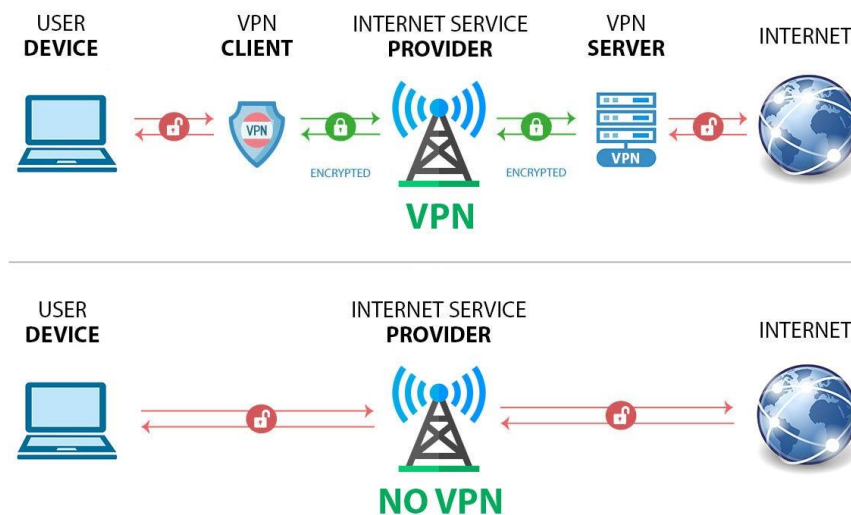 USER
DEVICE
VPN
CLIENT
INTERNET SERVICE
PROVIDER
VPN
SERVER
INTERNET
VPN
ENCRYPTED
ENCRYPTED
VPN
VPN
USER
DEVICE
INTERNET SERVICE
PROVIDER
INTERNET
NO VPN